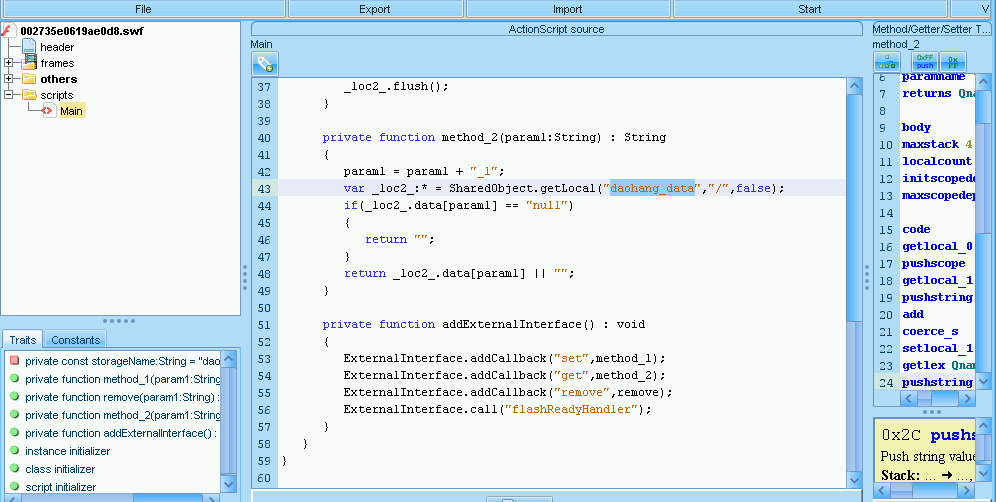 File
Export
Import
Start
V
002735e0619ae0d8.swf
header
frames
others
scripts
Main
ActionScript source
Main
37 _loc2_.flush();
38 }
39
40 private function method_2(param1:String) : String
41 {
42 param1 = param1 + "_1";
43 var _loc2_:* = SharedObject.getLocal("daohang_data","/",false);
44 if(_loc2_.data[param1] == "null")
45 {
46 return "";
47 }
48 return _loc2_.data[param1] || "";
49 }
50
51 private function addExternalInterface() : void
52 {
53 ExternalInterface.addCallback("set",method_1);
54 ExternalInterface.addCallback("get",method_2);
55 ExternalInterface.addCallback("remove",remove);
56 ExternalInterface.call("flashReadyHandler");
57 }
58 }
59 }
60
Traits
Constants
private const storageName:String = "dao
private function method_1(param1:String
private function remove(param1:String) :
private function method_2(param1:String
private function addExternalInterface() :
instance initializer
class initializer
script initializer
Method/Getter/Setter T...
method_2
0xFF push
0x FF
6 paramname
7 returns Qna
8
9 body
10 maxstack 4
11 localcount
12 initscopede
13 maxscopedep
14
15 code
16 getlocal_0
17 pushscope
18 getlocal_1
19 pushstring
20 add
21 coerce_s
22 setlocal_1
23 getlex Qnam
24 pushstring
0x2C pushs
Push string value
Stack: ... → ...,